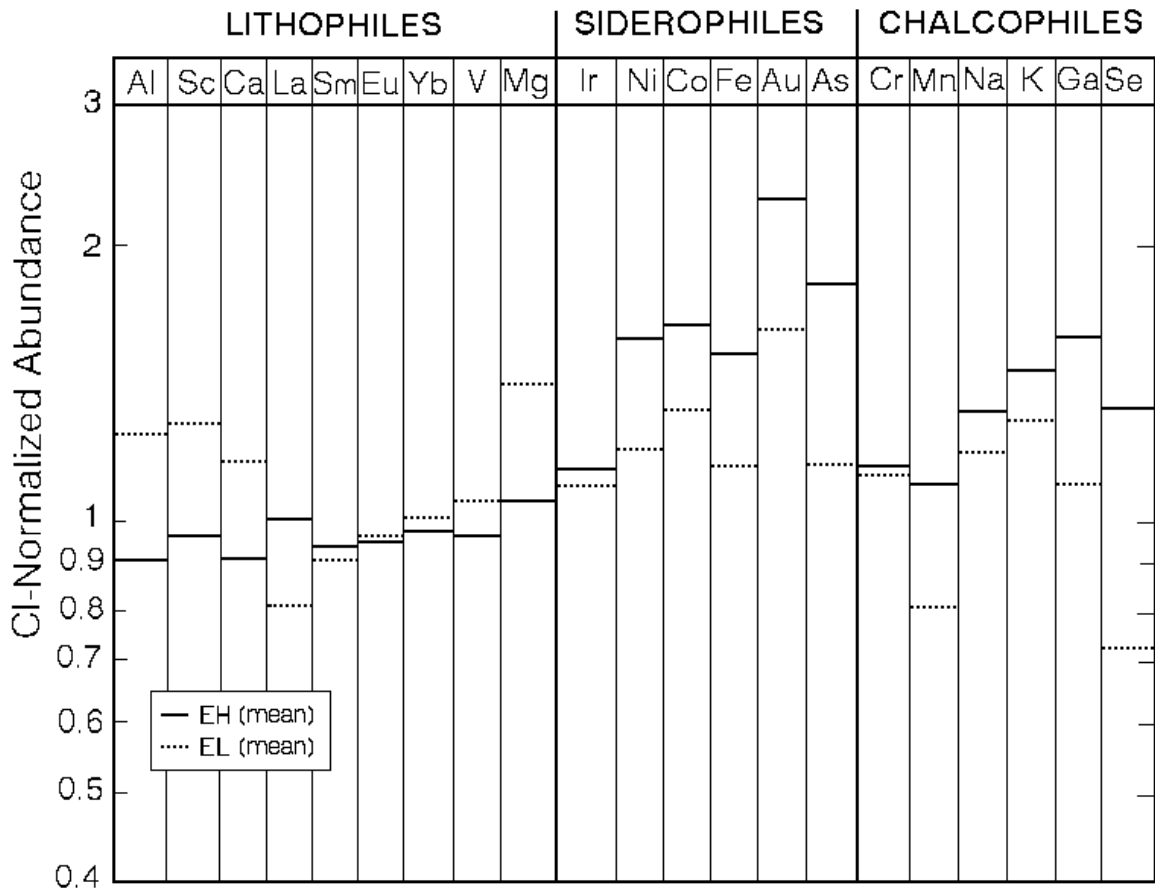 LITHOPHILES SIDEROPHILES CHALCOPHILES
Al Sc Ca La Sm Eu Yb V Mg Ir Ni Co Fe Au As Cr Mn Na K Ga Se
3
2
1
0.9
0.8
0.7
0.6
0.5
0.4
CI-Normalized Abundance
EH (mean)
EL (mean)